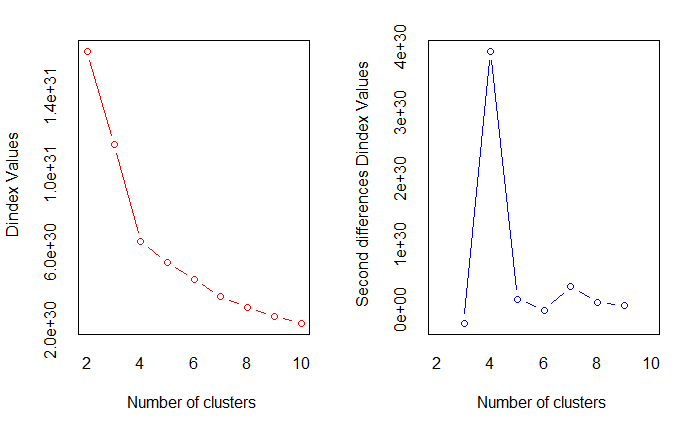 Dindex Values
2.0e+30 6.0e+30 1.0e+31 1.4e+31
2 4 6 8 10
Number of clusters
Second differences Dindex Values
0e+00 1e+30 2e+30 3e+30 4e+30
2 4 6 8 10
Number of clusters